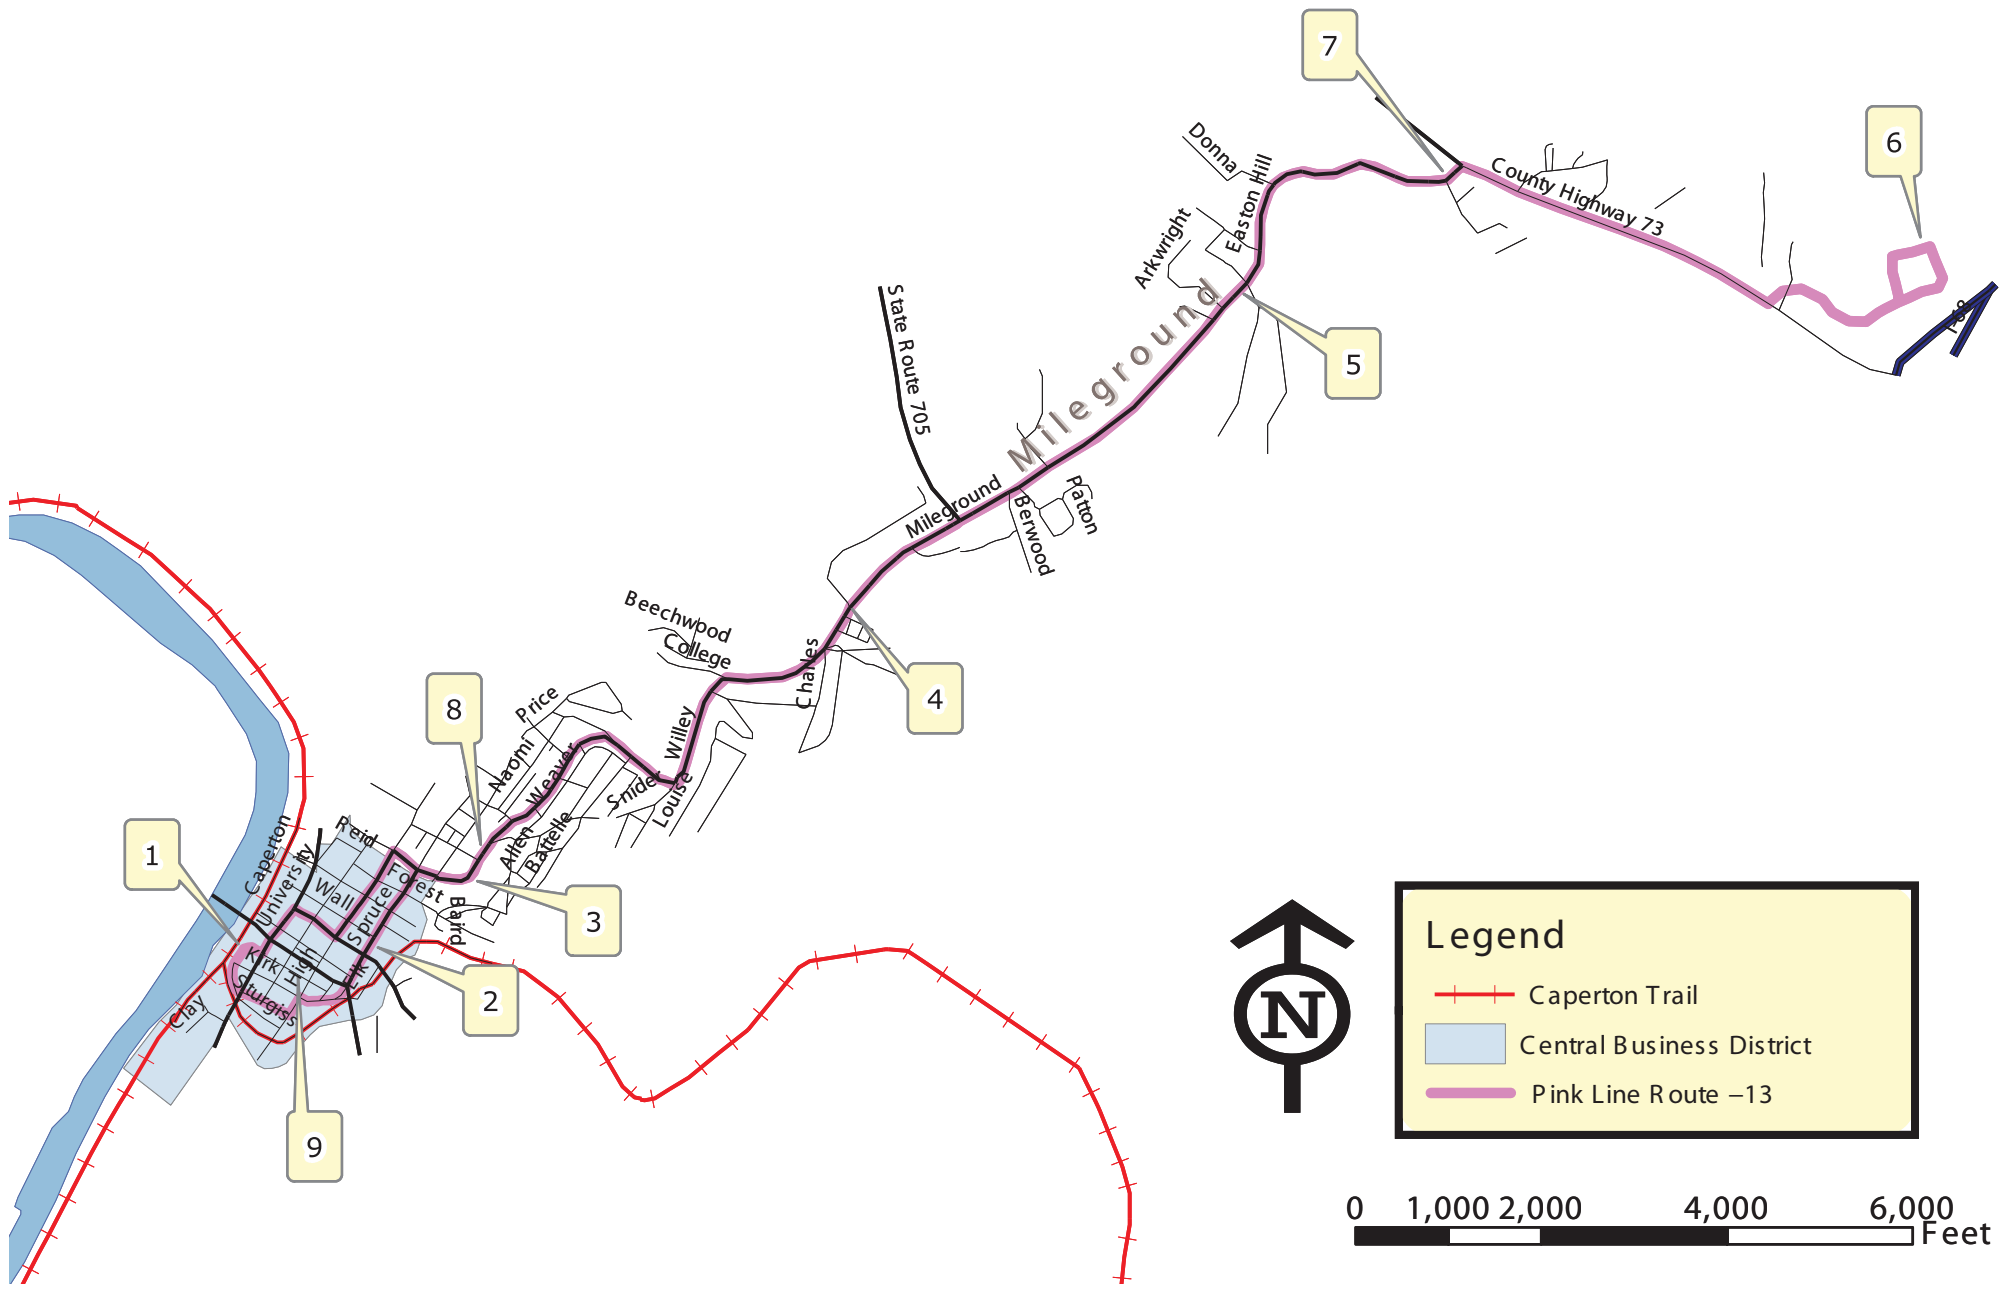 7
6
Donna
County Highway 73
Easton Hill
Arkwright
Mileground
State Route 705
5
Mileground
Patton
Berwood
Beechwood
College
Charles
4
Price
8
Willey
Naomi
Weaver
Snider
Louise
Allen
Battelle
Reid
Caperton
University
1
Wall
Forest
Spruce
Baird
3
Kirk
High
Elk
Sturgiss
Clay
2
9
N
Legend
Caperton Trail
Central Business District
Pink Line Route –13
0 1,000 2,000 4,000 6,000
Feet